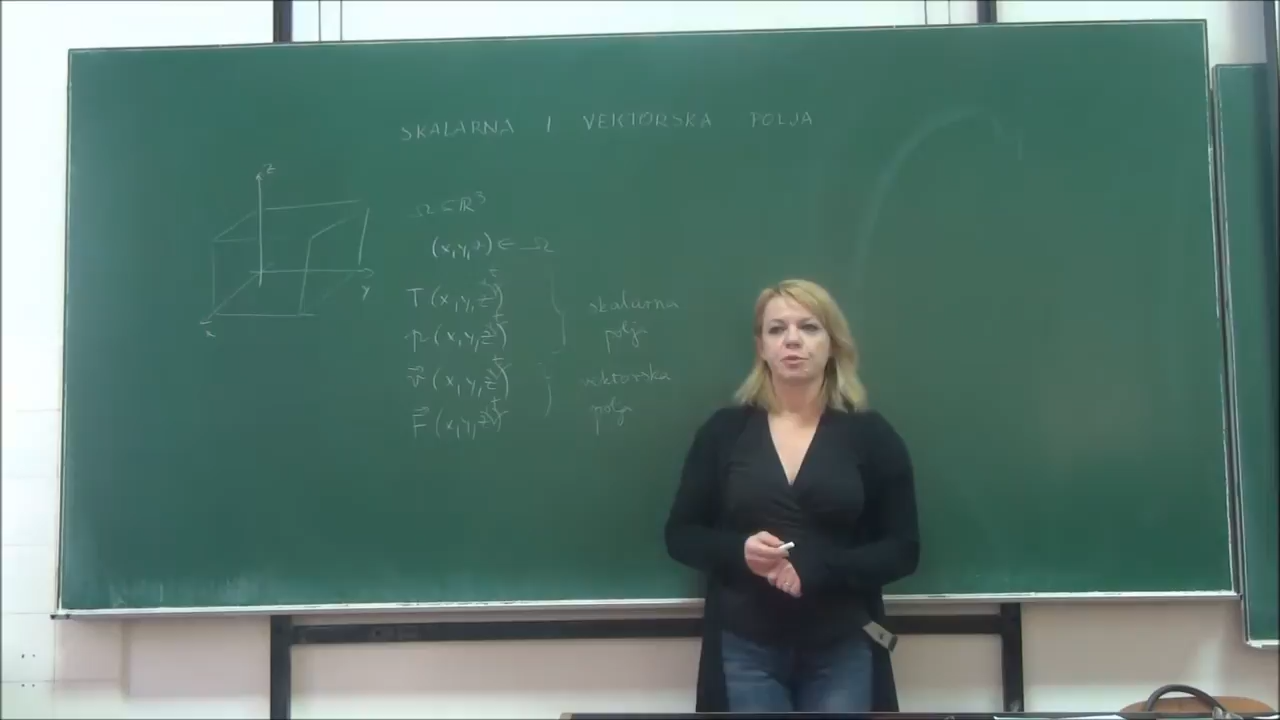 SKALARNA I VEKTORSKA POLJA
z
y
x
Ω ⊆ ℝ³
(x,y,z) ∈ Ω
T(x,y,z,t)
p(x,y,z,t)
skalarna
polja
v⃗(x,y,z,t)
F⃗(x,y,z,t)
vektorska
polja